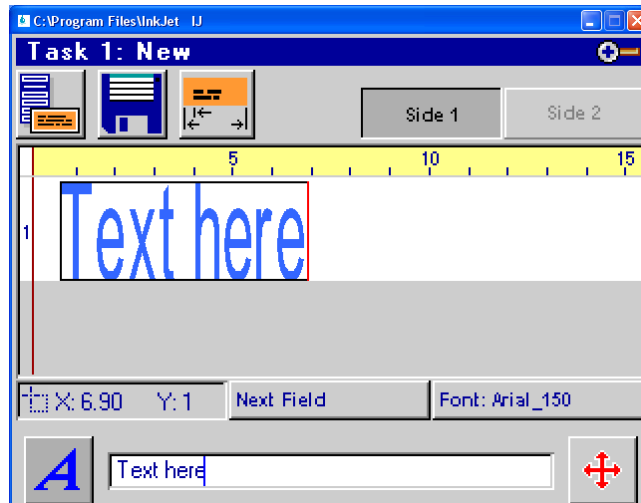 C:\Program Files\InkJet IJ
Task 1: New
Side 1 Side 2
5 10 15
1 Text here
X: 6.90 Y: 1 Next Field Font: Arial_150
A Text here